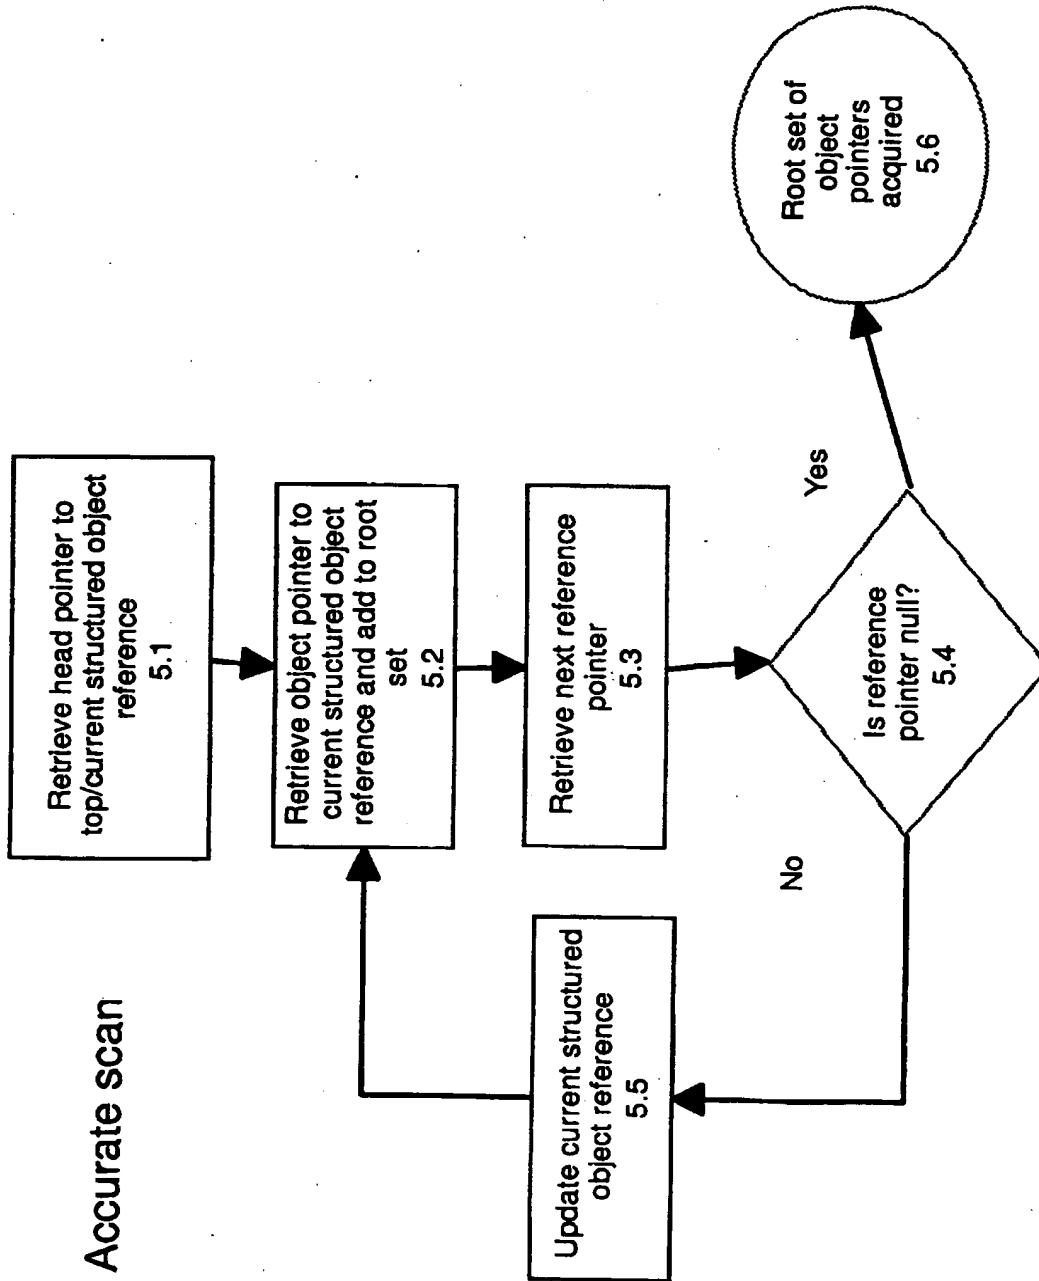 Accurate scan
Retrieve head pointer to
top/current structured object
reference
5.1
Retrieve object pointer to
current structured object
reference and add to root
set
5.2
Retrieve next reference
pointer
5.3
Is reference
pointer null?
5.4
No
Yes
Update current structured
object reference
5.5
Root set of
object
pointers
acquired
5.6